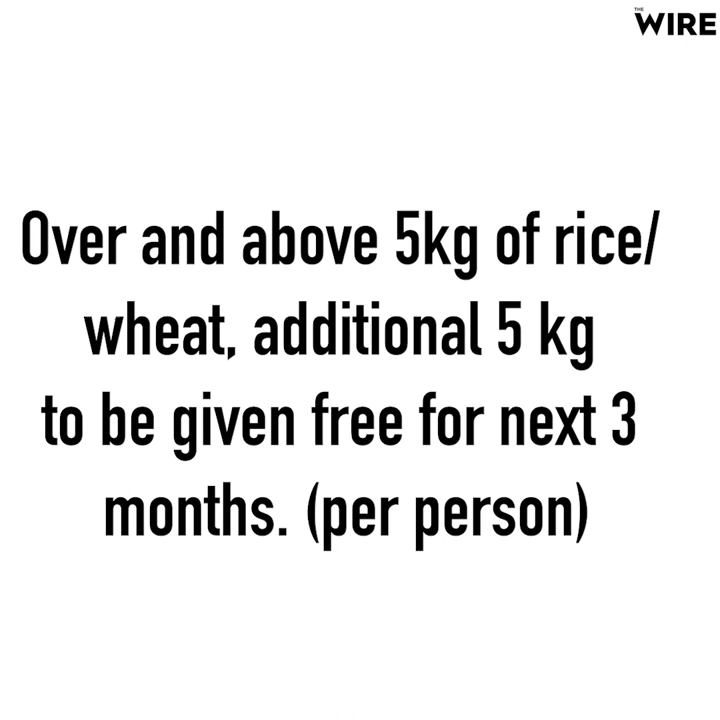 THE
WIRE
Over and above 5kg of rice/
wheat, additional 5 kg
to be given free for next 3
months. (per person)